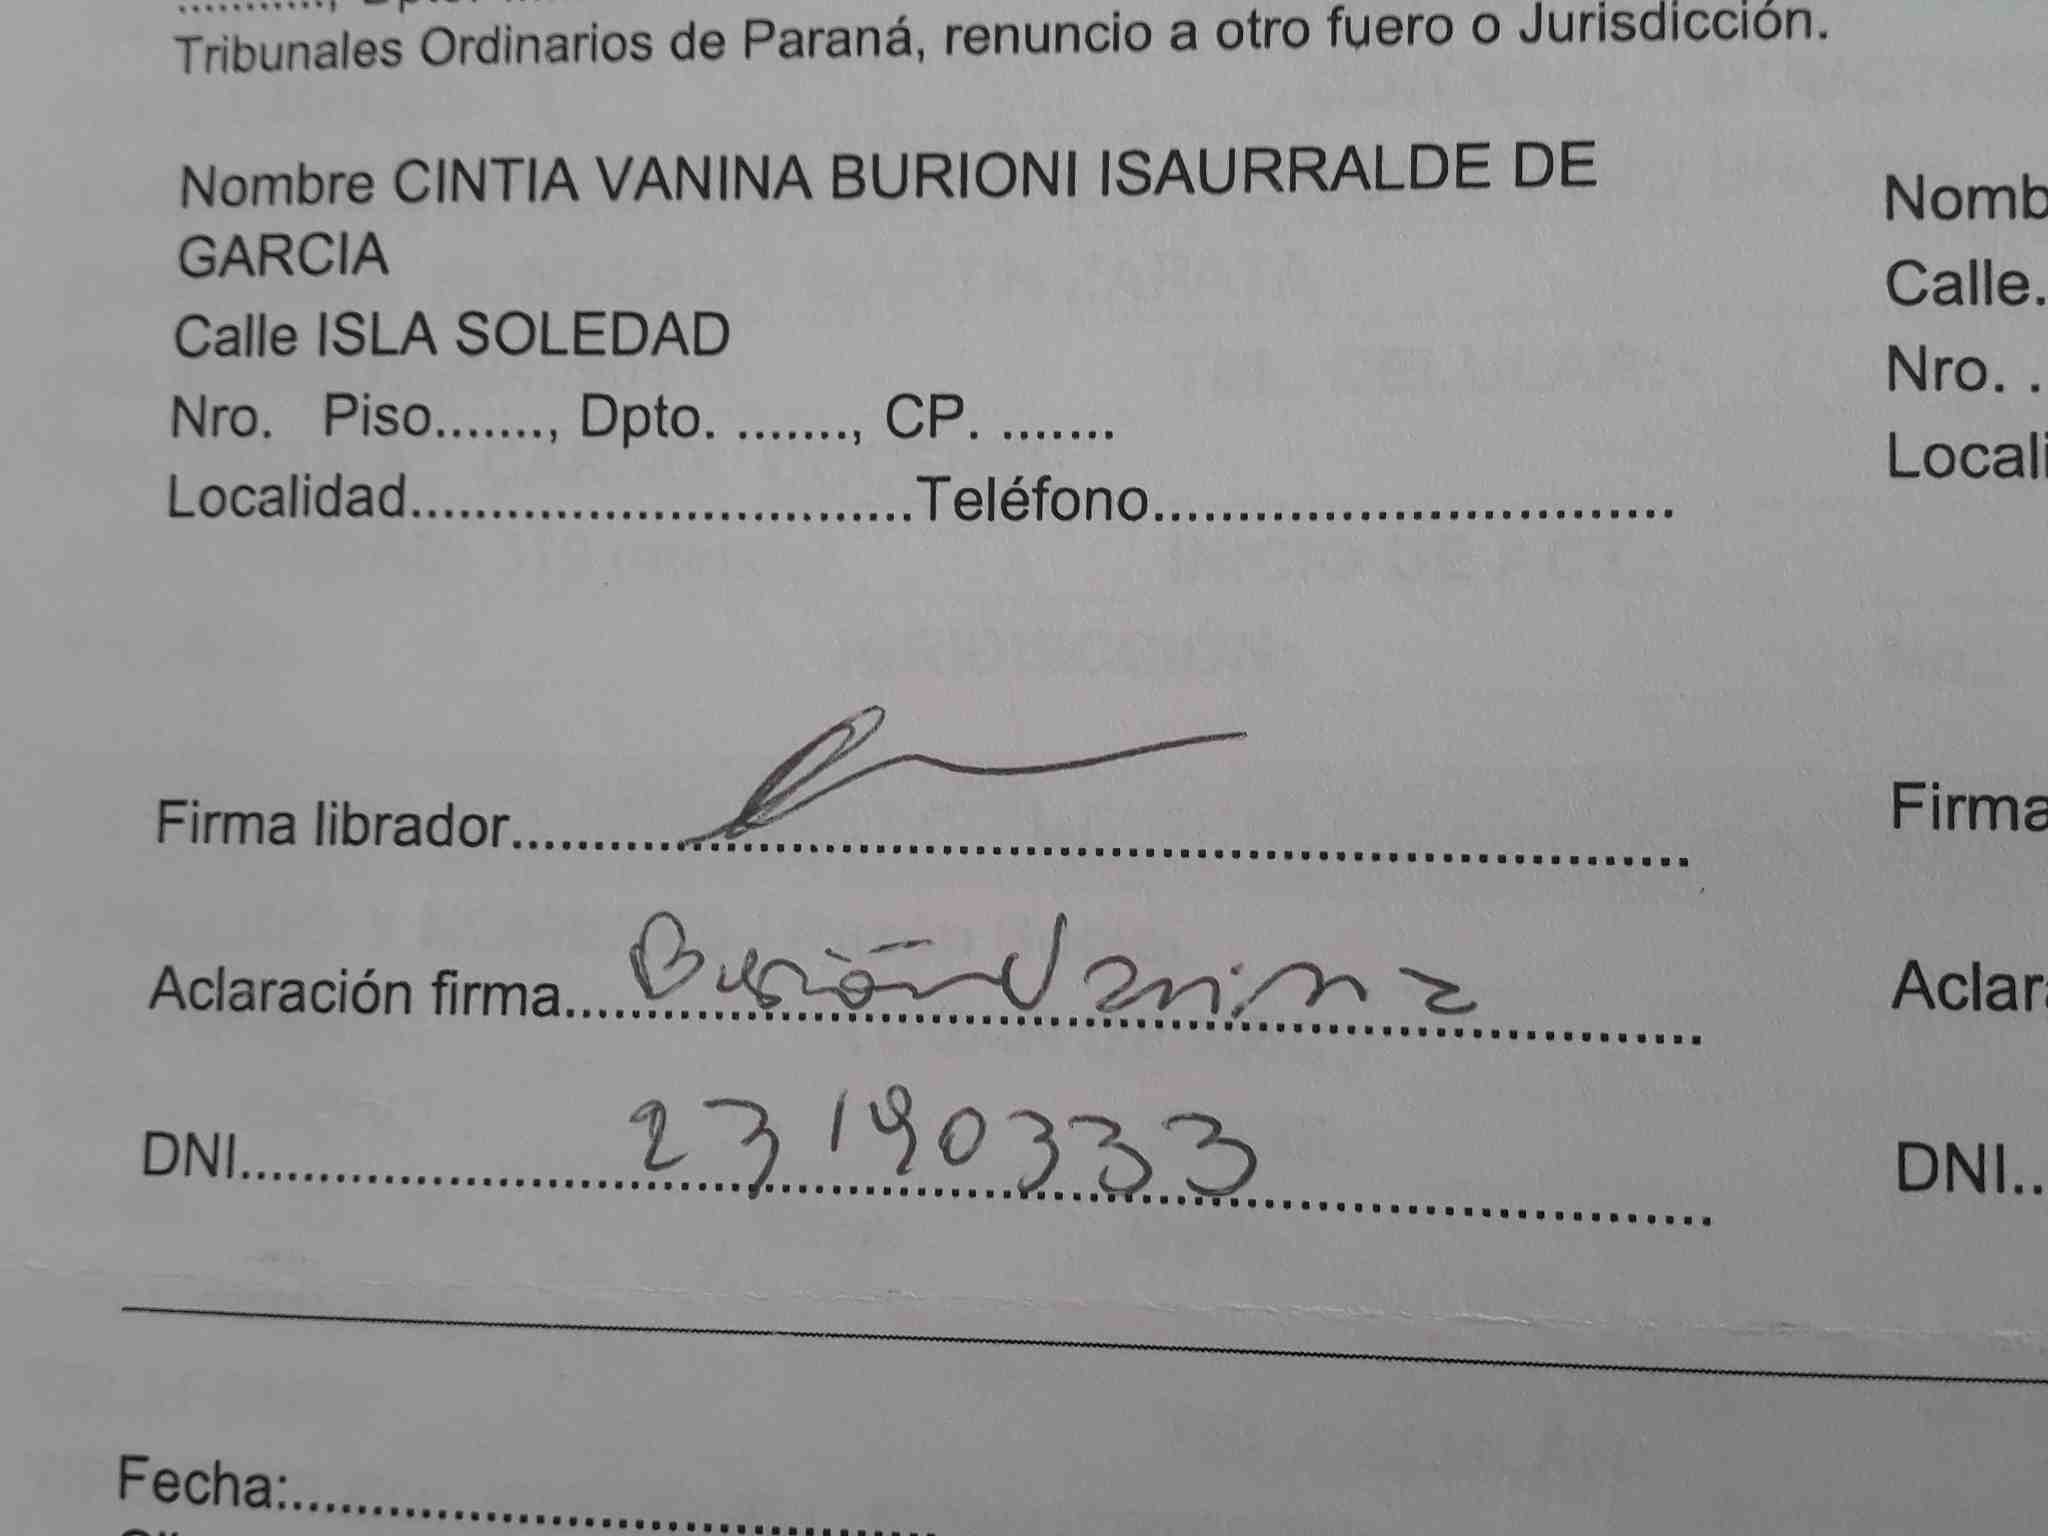 Tribunales Ordinarios de Paraná, renuncio a otro fuero o Jurisdicción.
Nombre CINTIA VANINA BURIONI ISAURRALDE DE
GARCIA
Calle ISLA SOLEDAD
Nro. Piso......., Dpto. ......., CP. .......
Localidad................................Teléfono...............................
Firma librador...........................................................
Aclaración firma....Burioni Vanina
DNI....23190333
Nomb
Calle.
Nro. .
Locali
Firma
Aclar
DNI..
Fecha:..........................................